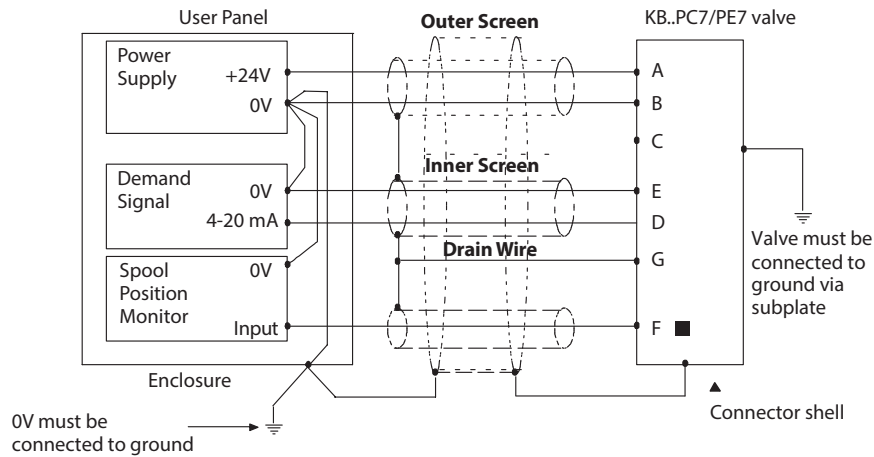 User Panel
Outer Screen
KB..PC7/PE7 valve
Power
Supply
+24V
0V
A
B
C
Inner Screen
Demand
Signal
0V
4-20 mA
E
D
Drain Wire
G
Spool
Position
Monitor
0V
Input
F
Valve must be
connected to
ground via
subplate
Enclosure
Connector shell
0V must be
connected to ground